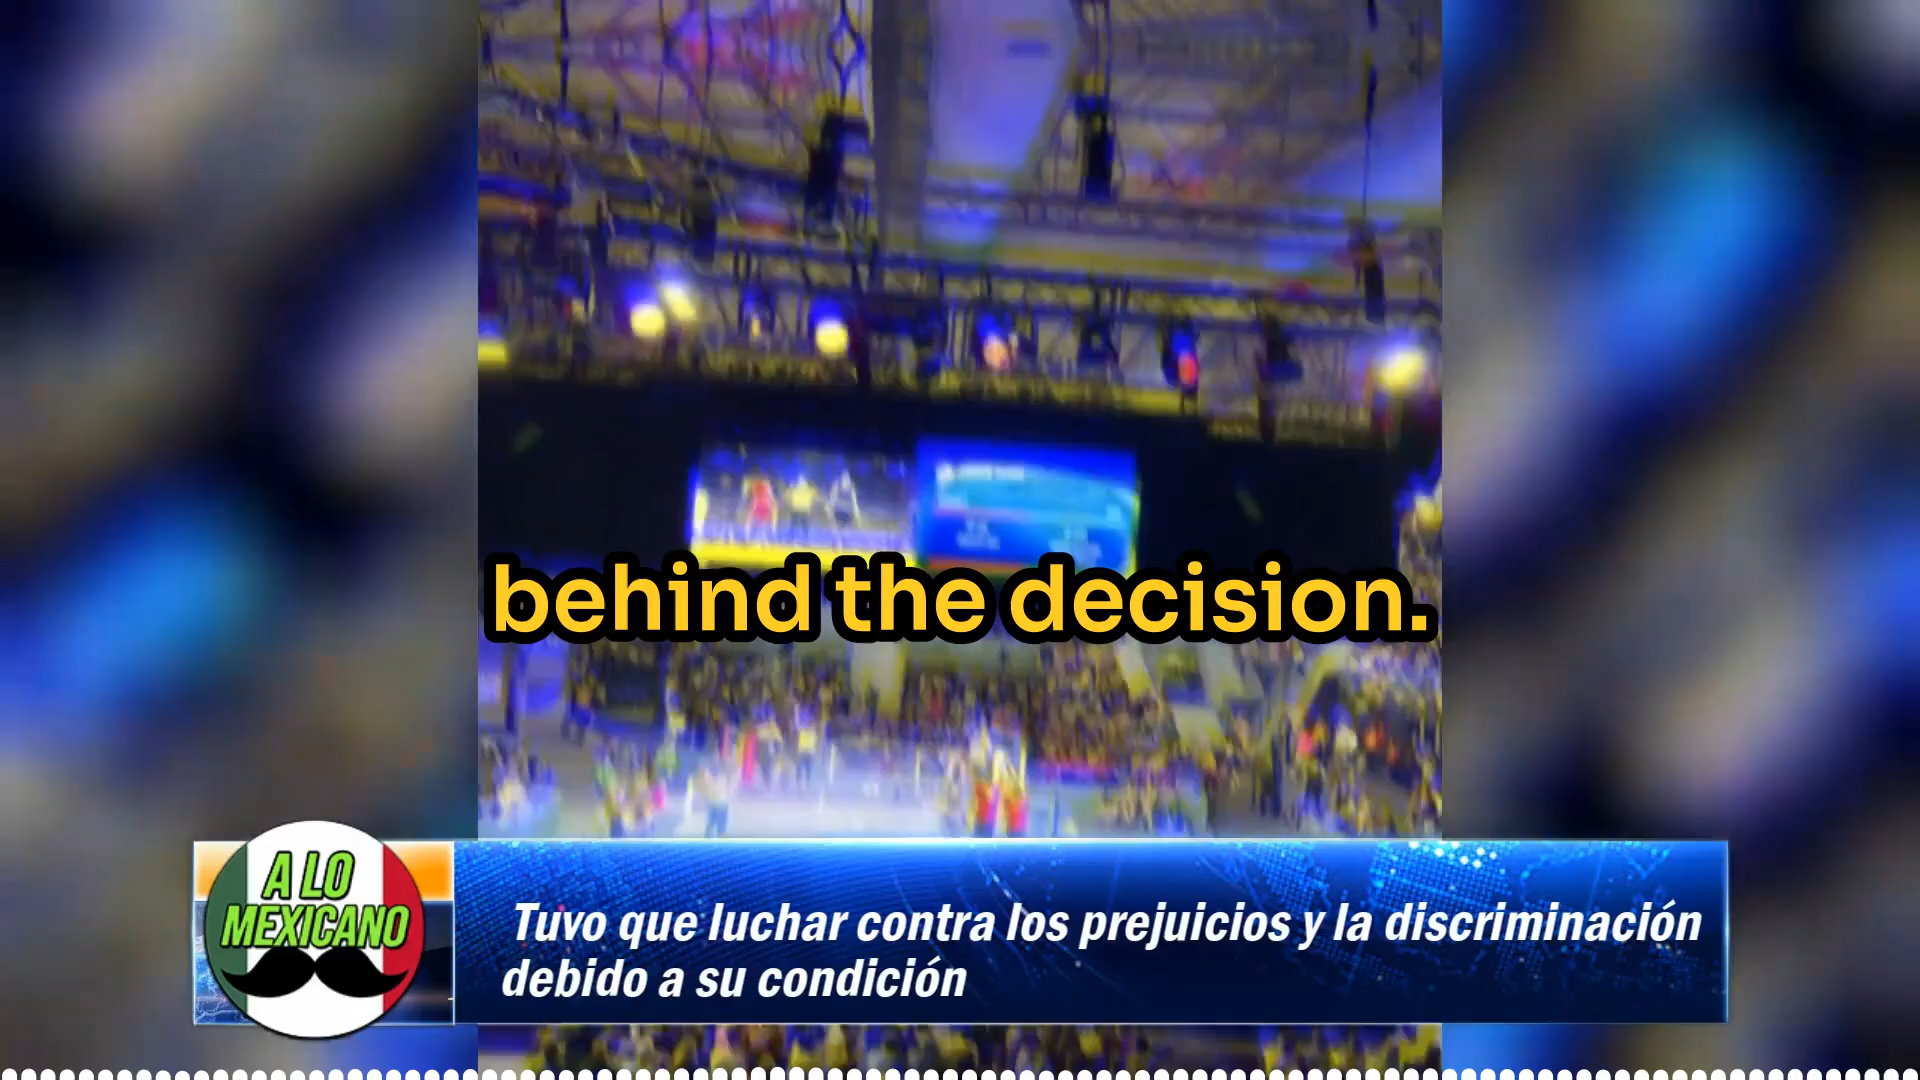 behind the decision.
A LO
MEXICANO
Tuvo que luchar contra los prejuicios y la discriminación
debido a su condición